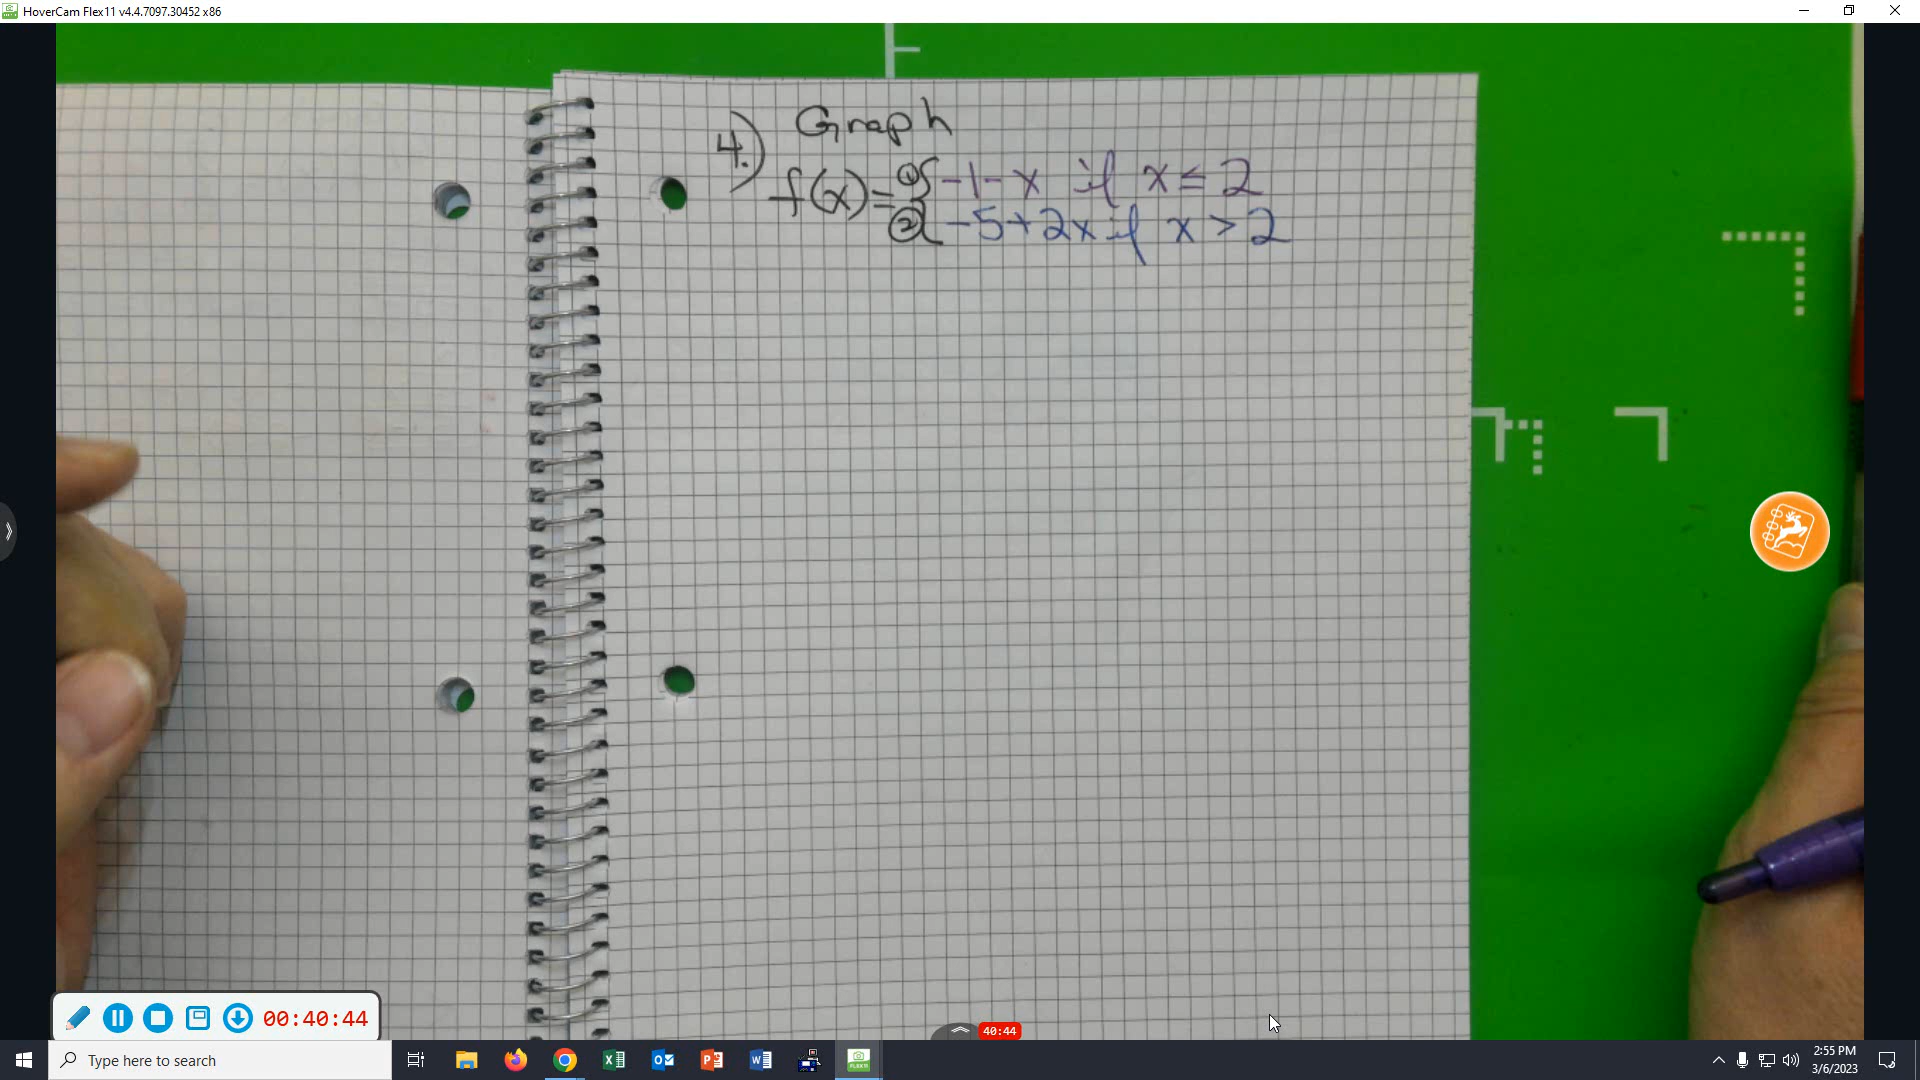 HoverCam Flex11 v4.4.7097.30452 x86
4.) Graph
f(x) = ① { -1 - x if x ≤ 2
② { -5 + 2x if x > 2
00:40:44
40:44
Type here to search
2:55 PM
3/6/2023